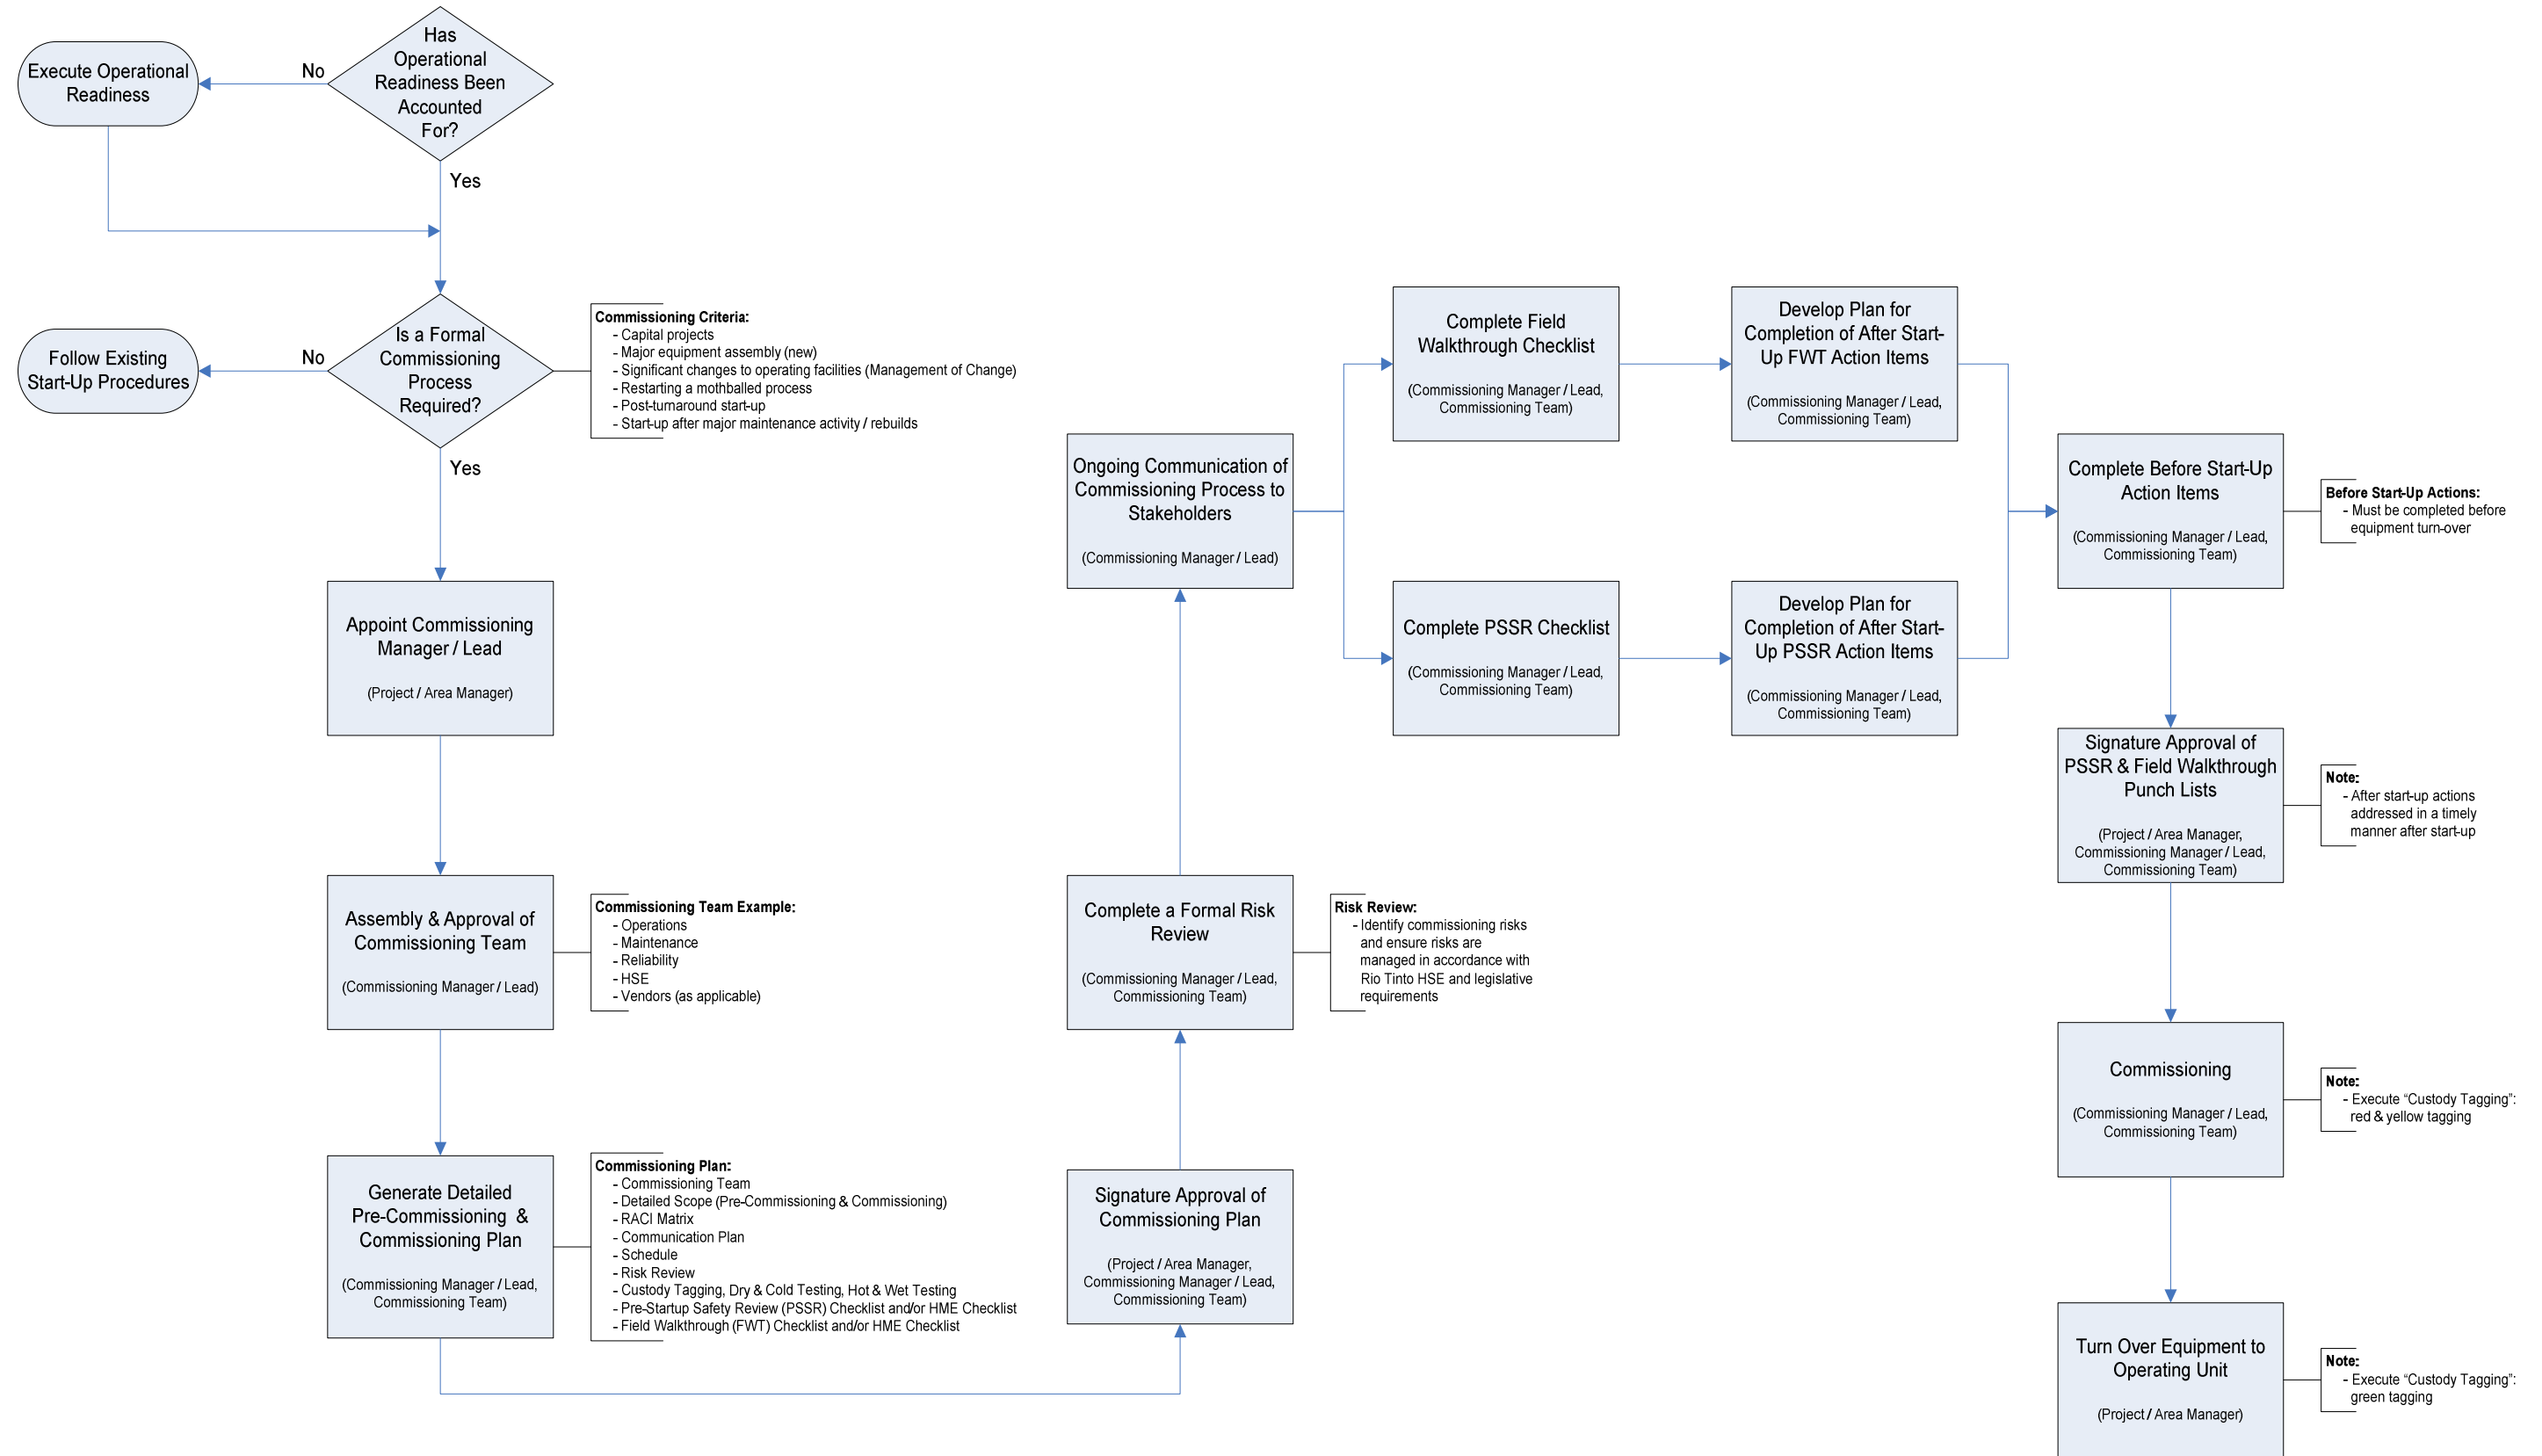 Has
Operational
Readiness Been
Accounted
For?
No
Execute Operational
Readiness
Yes
Is a Formal
Commissioning
Process
Required?
No
Follow Existing
Start-Up Procedures
Commissioning Criteria:
- Capital projects
- Major equipment assembly (new)
- Significant changes to operating facilities (Management of Change)
- Restarting a mothballed process
- Post-turnaround start-up
- Start-up after major maintenance activity / rebuilds
Yes
Appoint Commissioning
Manager / Lead
(Project / Area Manager)
Assembly & Approval of
Commissioning Team
(Commissioning Manager / Lead)
Commissioning Team Example:
- Operations
- Maintenance
- Reliability
- HSE
- Vendors (as applicable)
Generate Detailed
Pre-Commissioning &
Commissioning Plan
(Commissioning Manager / Lead,
Commissioning Team)
Commissioning Plan:
- Commissioning Team
- Detailed Scope (Pre-Commissioning & Commissioning)
- RACI Matrix
- Communication Plan
- Schedule
- Risk Review
- Custody Tagging, Dry & Cold Testing, Hot & Wet Testing
- Pre-Startup Safety Review (PSSR) Checklist and/or HME Checklist
- Field Walkthrough (FWT) Checklist and/or HME Checklist
Signature Approval of
Commissioning Plan
(Project / Area Manager,
Commissioning Manager / Lead,
Commissioning Team)
Complete a Formal Risk
Review
(Commissioning Manager / Lead,
Commissioning Team)
Risk Review:
- Identify commissioning risks
and ensure risks are
managed in accordance with
Rio Tinto HSE and legislative
requirements
Ongoing Communication of
Commissioning Process to
Stakeholders
(Commissioning Manager / Lead)
Complete Field
Walkthrough Checklist
(Commissioning Manager / Lead,
Commissioning Team)
Develop Plan for
Completion of After Start-
Up FWT Action Items
(Commissioning Manager / Lead,
Commissioning Team)
Complete PSSR Checklist
(Commissioning Manager / Lead,
Commissioning Team)
Develop Plan for
Completion of After Start-
Up PSSR Action Items
(Commissioning Manager / Lead,
Commissioning Team)
Complete Before Start-Up
Action Items
(Commissioning Manager / Lead,
Commissioning Team)
Before Start-Up Actions:
- Must be completed before
equipment turn-over
Signature Approval of
PSSR & Field Walkthrough
Punch Lists
(Project / Area Manager,
Commissioning Manager / Lead,
Commissioning Team)
Note:
- After start-up actions
addressed in a timely
manner after start-up
Commissioning
(Commissioning Manager / Lead,
Commissioning Team)
Note:
- Execute “Custody Tagging”:
red & yellow tagging
Turn Over Equipment to
Operating Unit
(Project / Area Manager)
Note:
- Execute “Custody Tagging”:
green tagging